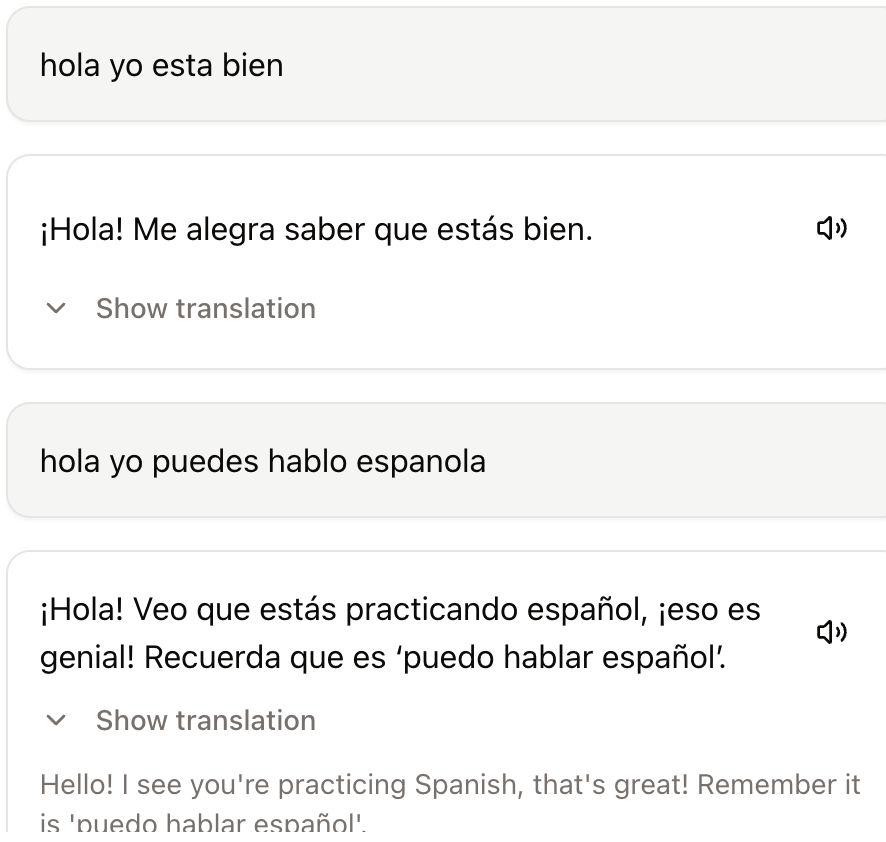 hola yo esta bien
¡Hola! Me alegra saber que estás bien.
Show translation
hola yo puedes hablo espanola
¡Hola! Veo que estás practicando español, ¡eso es
genial! Recuerda que es ‘puedo hablar español’.
Show translation
Hello! I see you're practicing Spanish, that's great! Remember it
is 'puedo hablar español'.